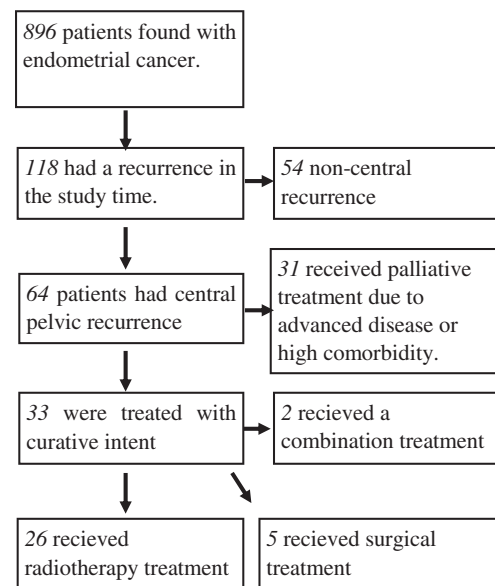 896 patients found with
endometrial cancer.
118 had a recurrence in
the study time.
54 non-central
recurrence
64 patients had central
pelvic recurrence
31 received palliative
treatment due to
advanced disease or
high comorbidity.
33 were treated with
curative intent
2 recieved a
combination treatment
26 recieved
radiotherapy treatment
5 recieved surgical
treatment